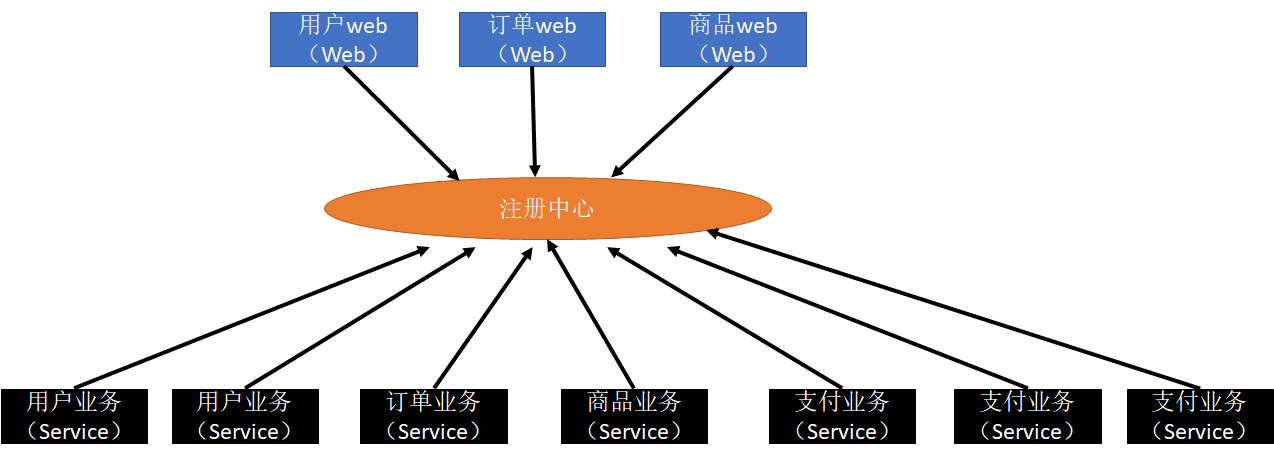 用户web
（Web）
订单web
（Web）
商品web
（Web）
注册中心
用户业务
（Service）
用户业务
（Service）
订单业务
（Service）
商品业务
（Service）
支付业务
（Service）
支付业务
（Service）
支付业务
（Service）